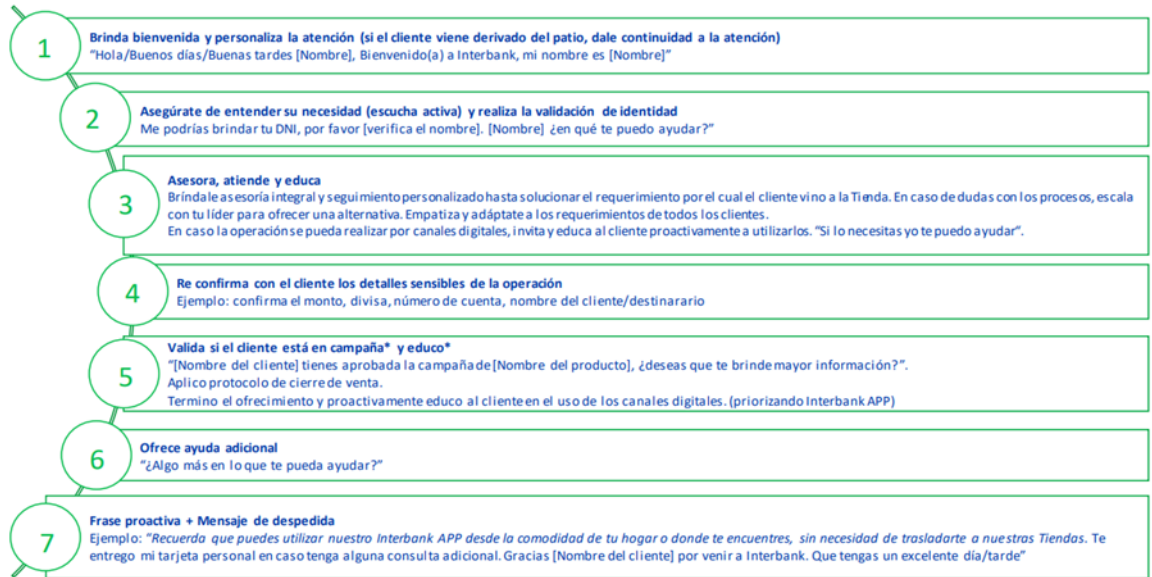 1
Brinda bienvenida y personaliza la atención (si el cliente viene derivado del patio, dale continuidad a la atención)
“Hola/Buenos días/Buenas tardes [Nombre], Bienvenido(a) a Interbank, mi nombre es [Nombre]”
2
Asegúrate de entender su necesidad (escucha activa) y realiza la validación de identidad
Me podrías brindar tu DNI, por favor [verifica el nombre]. [Nombre] ¿en qué te puedo ayudar?”
3
Asesora, atiende y educa
Bríndale asesoría integral y seguimiento personalizado hasta solucionar el requerimiento por el cual el cliente vino a la Tienda. En caso de dudas con los procesos, escala
con tu líder para ofrecer una alternativa. Empatiza y adáptate a los requerimientos de todos los clientes.
En caso la operación se pueda realizar por canales digitales, invita y educa al cliente proactivamente a utilizarlos. “Si lo necesitas yo te puedo ayudar”.
4
Re confirma con el cliente los detalles sensibles de la operación
Ejemplo: confirma el monto, divisa, número de cuenta, nombre del cliente/destinarario
5
Valida si el cliente está en campaña* y educo*
“[Nombre del cliente] tienes aprobada la campaña de [Nombre del producto], ¿deseas que te brinde mayor información?”.
Aplico protocolo de cierre de venta.
Termino el ofrecimiento y proactivamente educo al cliente en el uso de los canales digitales. (priorizando Interbank APP)
6
Ofrece ayuda adicional
“¿Algo más en lo que te pueda ayudar?”
7
Frase proactiva + Mensaje de despedida
Ejemplo: “Recuerda que puedes utilizar nuestro Interbank APP desde la comodidad de tu hogar o donde te encuentres, sin necesidad de trasladarte a nuestras Tiendas. Te
entrego mi tarjeta personal en caso tenga alguna consulta adicional. Gracias [Nombre del cliente] por venir a Interbank. Que tengas un excelente día/tarde”